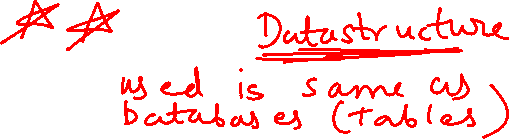 Datastructure
used is same as
Databases (Tables)